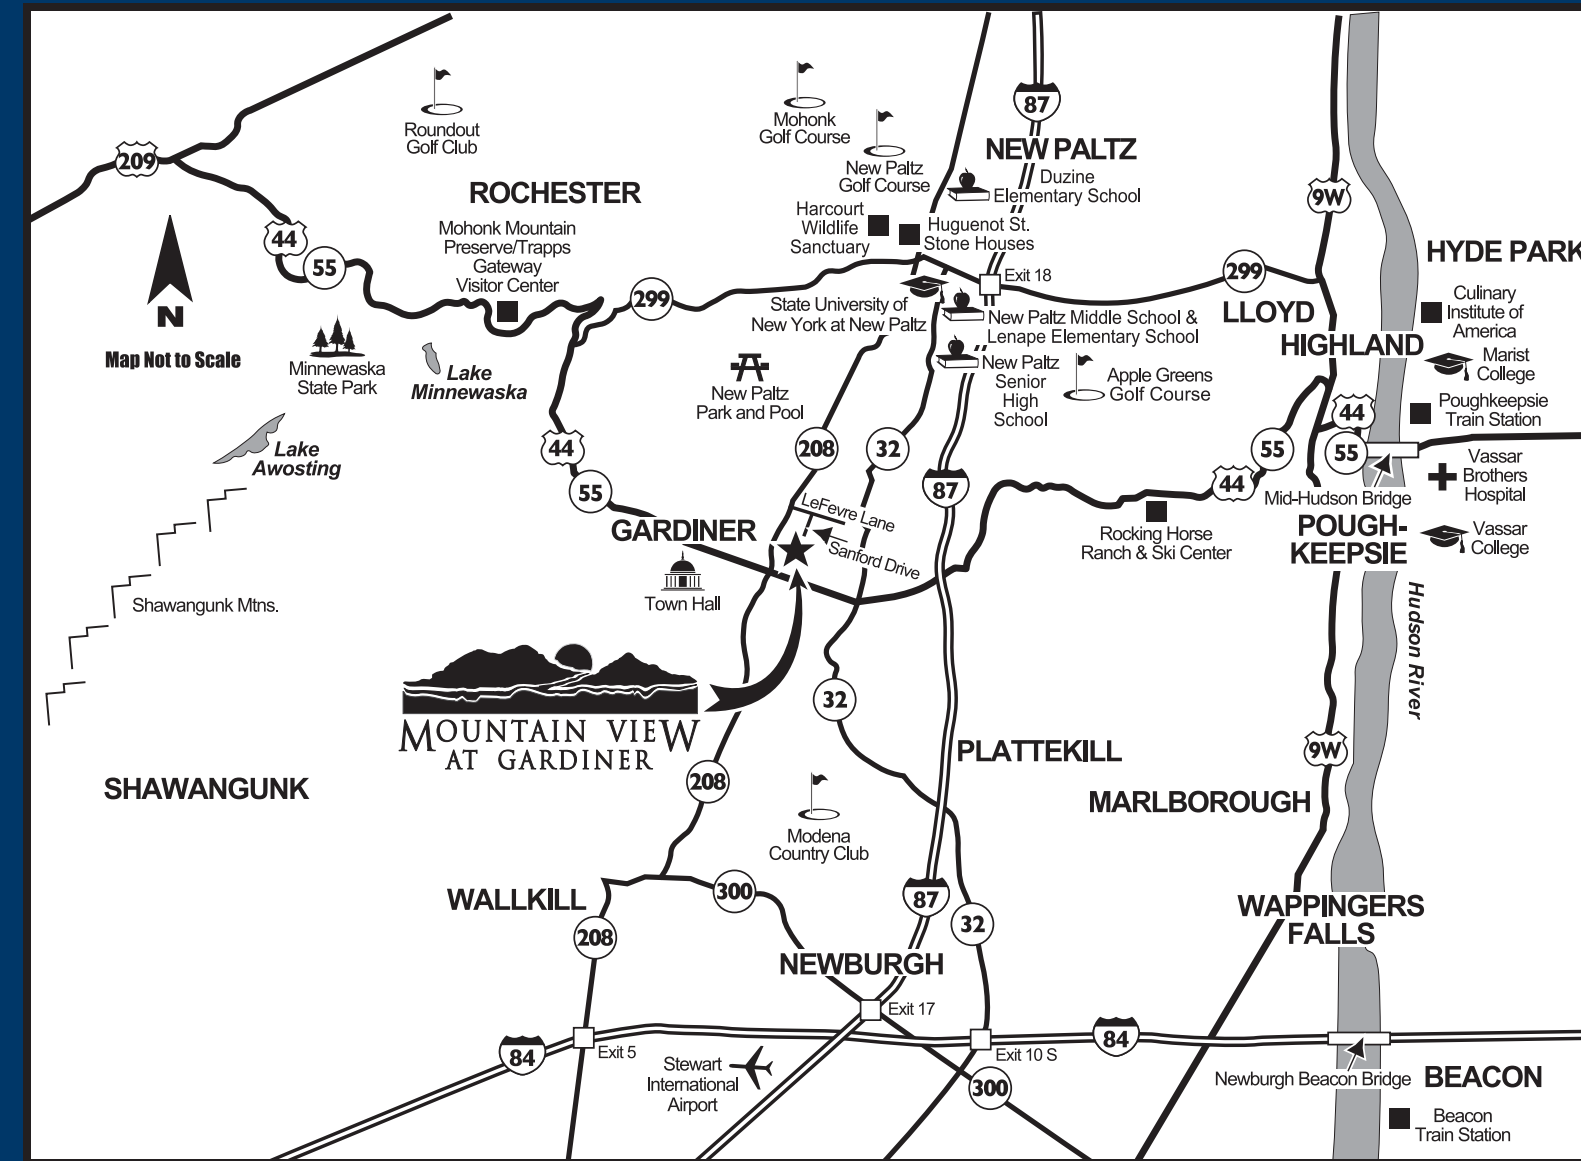 87
Roundout
Golf Club
Mohonk
Golf Course
New Paltz
Golf Course
NEW PALTZ
Duzine
Elementary School
209
ROCHESTER
9W
Harcourt
Wildlife
Sanctuary
Huguenot St.
Stone Houses
Mohonk Mountain
Preserve/Trapps
Gateway
Visitor Center
44
55
HYDE PARK
Exit 18
299
299
N
Map Not to Scale
State University of
New York at New Paltz
New Paltz Middle School &
Lenape Elementary School
LLOYD
HIGHLAND
Culinary
Institute of
America
Minnewaska
State Park
Lake
Minnewaska
New Paltz
Park and Pool
New Paltz
Senior
High
School
Apple Greens
Golf Course
Marist
College
44
Poughkeepsie
Train Station
Lake
Awosting
44
55
208
32
87
55
44
55
Mid-Hudson Bridge
Vassar
Brothers
Hospital
LeFevre Lane
Sanford Drive
GARDINER
Rocking Horse
Ranch & Ski Center
POUGH-
KEEPSIE
Vassar
College
Town Hall
Shawangunk Mtns.
Hudson River
32
MOUNTAIN VIEW
AT GARDINER
PLATTEKILL
9W
SHAWANGUNK
208
MARLBOROUGH
Modena
Country Club
WALLKILL
300
87
WAPPINGERS
FALLS
208
32
NEWBURGH
Exit 17
84
Exit 5
Stewart
International
Airport
Exit 10 S
84
300
Newburgh Beacon Bridge
BEACON
Beacon
Train Station